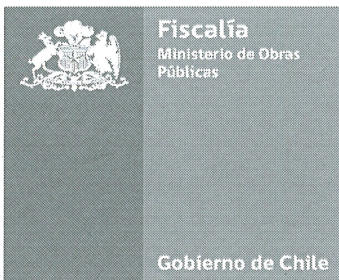 Fiscalía
Ministerio de Obras
Públicas
Gobierno de Chile